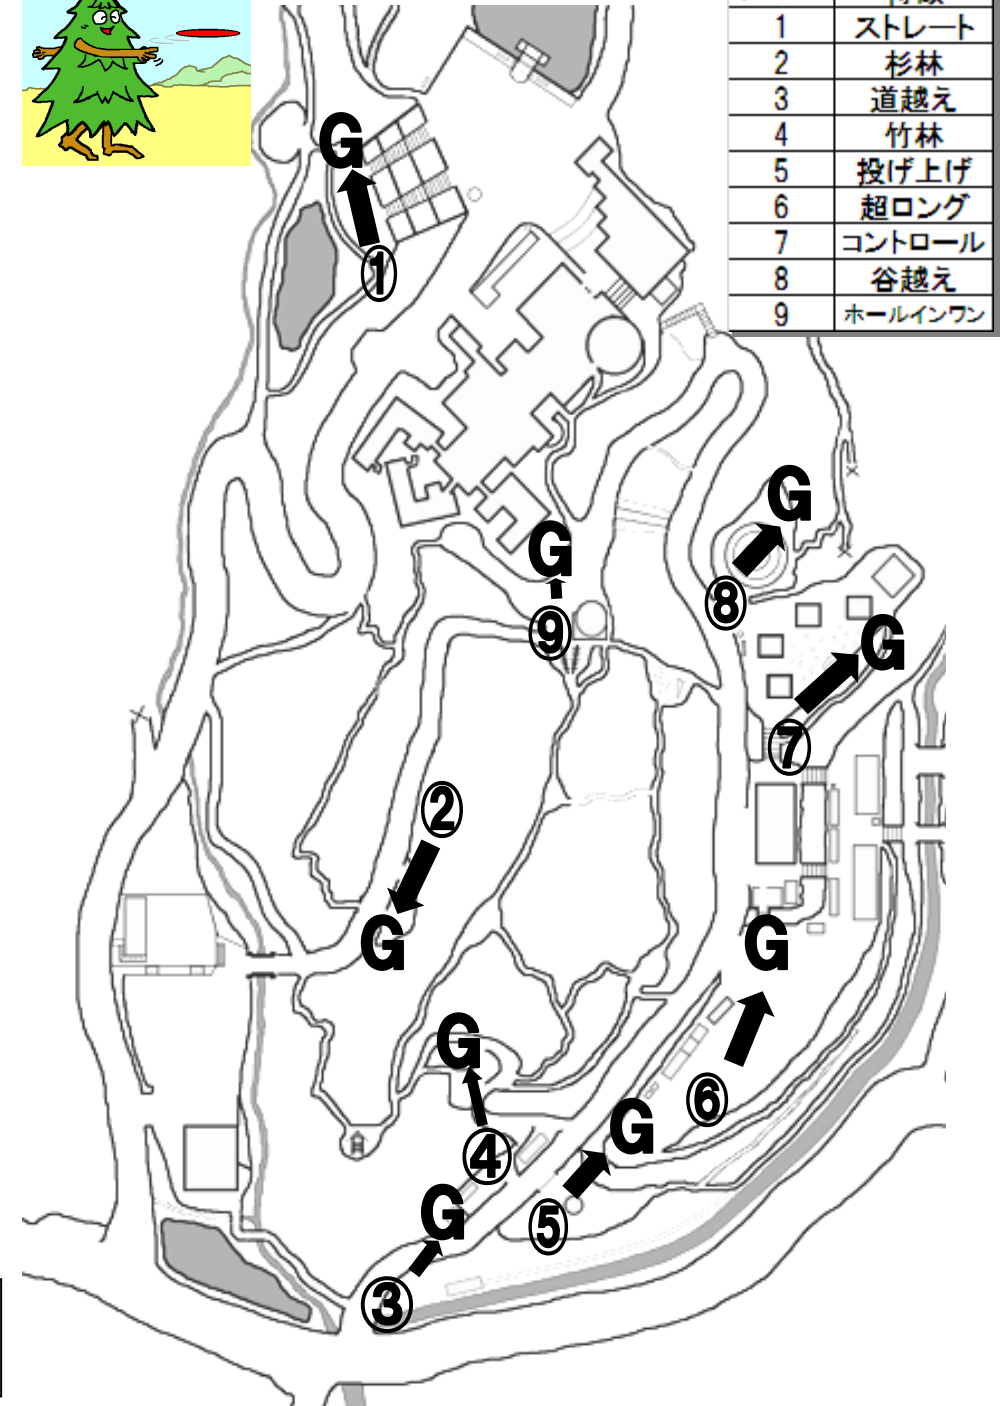 1 ストレート
2 杉林
3 道越え
4 竹林
5 投げ上げ
6 超ロング
7 コントロール
8 谷越え
9 ホールインワン
G
①
G
⑧
G
⑨
G
⑦
②
G
G
G
⑥
G
④
G
⑤
③